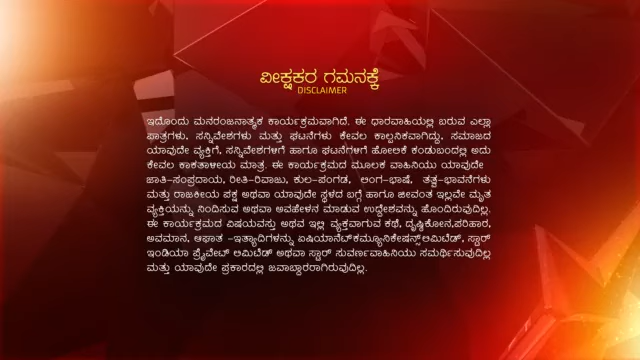 ವೀಕ್ಷಕರ ಗಮನಕ್ಕೆ
DISCLAIMER
ಇದೊಂದು ಮನರಂಜನಾತ್ಮಕ ಕಾರ್ಯಕ್ರಮವಾಗಿದೆ. ಈ ಧಾರವಾಹಿಯಲ್ಲಿ ಬರುವ ಎಲ್ಲಾ
ಪಾತ್ರಗಳು, ಸನ್ನಿವೇಶಗಳು ಮತ್ತು ಘಟನೆಗಳು ಕೇವಲ ಕಾಲ್ಪನಿಕವಾಗಿದ್ದು, ಸಮಾಜದ
ಯಾವುದೇ ವ್ಯಕ್ತಿಗೆ, ಸನ್ನಿವೇಶಗಳಿಗೆ ಹಾಗೂ ಘಟನೆಗಳಿಗೆ ಹೋಲಿಕೆ ಕಂಡುಬಂದಲ್ಲಿ ಅದು
ಕೇವಲ ಕಾಕತಾಳೀಯ ಮಾತ್ರ. ಈ ಕಾರ್ಯಕ್ರಮದ ಮೂಲಕ ವಾಹಿನಿಯು ಯಾವುದೇ
ಜಾತಿ-ಸಂಪ್ರದಾಯ, ರೀತಿ-ರಿವಾಜು, ಕುಲ-ಪಂಗಡ, ಲಿಂಗ-ಭಾಷೆ, ತತ್ವ-ಭಾವನೆಗಳು
ಮತ್ತು ರಾಜಕೀಯ ಪಕ್ಷ ಅಥವಾ ಯಾವುದೇ ಸ್ಥಳದ ಬಗ್ಗೆ ಹಾಗೂ ಜೀವಂತ ಇಲ್ಲವೇ ಮೃತ
ವ್ಯಕ್ತಿಯನ್ನು ನಿಂದಿಸುವ ಅಥವಾ ಅವಹೇಳನ ಮಾಡುವ ಉದ್ದೇಶವನ್ನು ಹೊಂದಿರುವುದಿಲ್ಲ.
ಈ ಕಾರ್ಯಕ್ರಮದ ವಿಷಯವಸ್ತು ಅಥವ ಇಲ್ಲಿ ವ್ಯಕ್ತವಾಗುವ ಕಥೆ, ದೃಷ್ಠಿಕೋನ,ಪರಿಹಾರ,
ಅವಮಾನ, ಆಘಾತ -ಇತ್ಯಾದಿಗಳನ್ನು ಏಷಿಯಾನೆಟ್‌ಕಮ್ಯೂನಿಕೇಷನ್ಸ್‌ಲಿಮಿಟೆಡ್, ಸ್ಟಾರ್
ಇಂಡಿಯಾ ಪ್ರೈವೇಟ್ ಲಿಮಿಟೆಡ್ ಅಥವಾ ಸ್ಟಾರ್ ಸುವರ್ಣವಾಹಿನಿಯು ಸಮರ್ಥಿಸುವುದಿಲ್ಲ
ಮತ್ತು ಯಾವುದೇ ಪ್ರಕಾರದಲ್ಲಿ ಜವಾಬ್ದಾರರಾಗಿರುವುದಿಲ್ಲ.